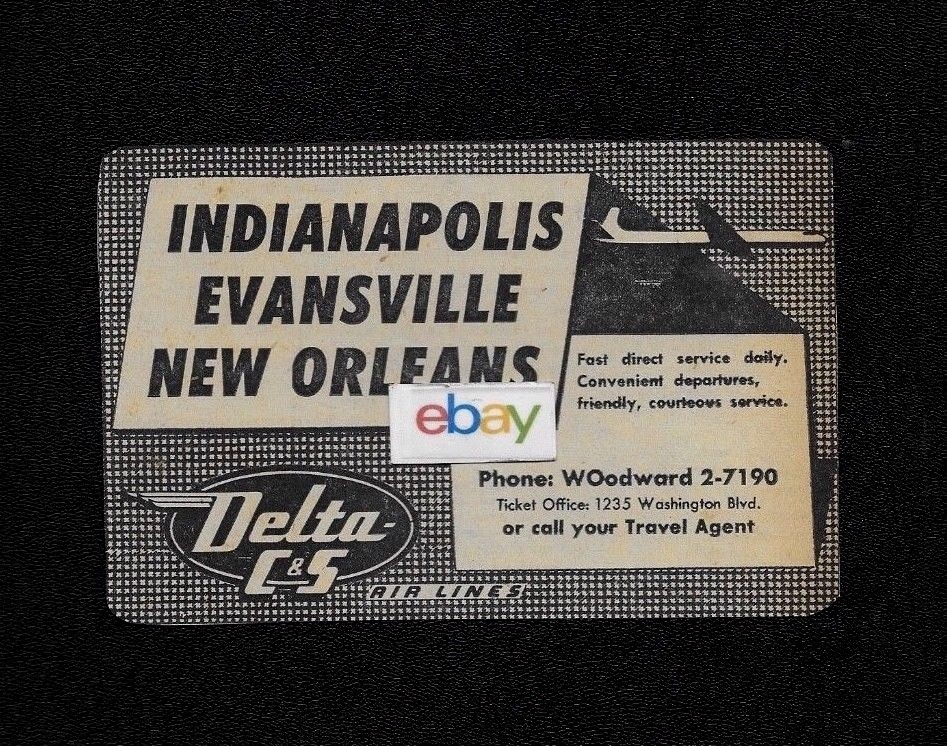 INDIANAPOLIS
EVANSVILLE
NEW ORLEANS
Fast direct service daily.
Convenient departures,
friendly, courteous service.
ebay
Phone: WOodward 2-7190
Ticket Office: 1235 Washington Blvd.
or call your Travel Agent
Delta-
C&S
AIR LINES